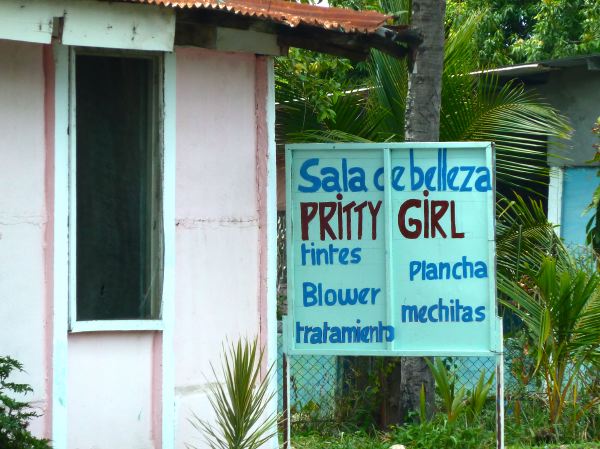 Sala de belleza
PRITTY GIRL
tintes
Plancha
Blower
mechitas
tratamiento